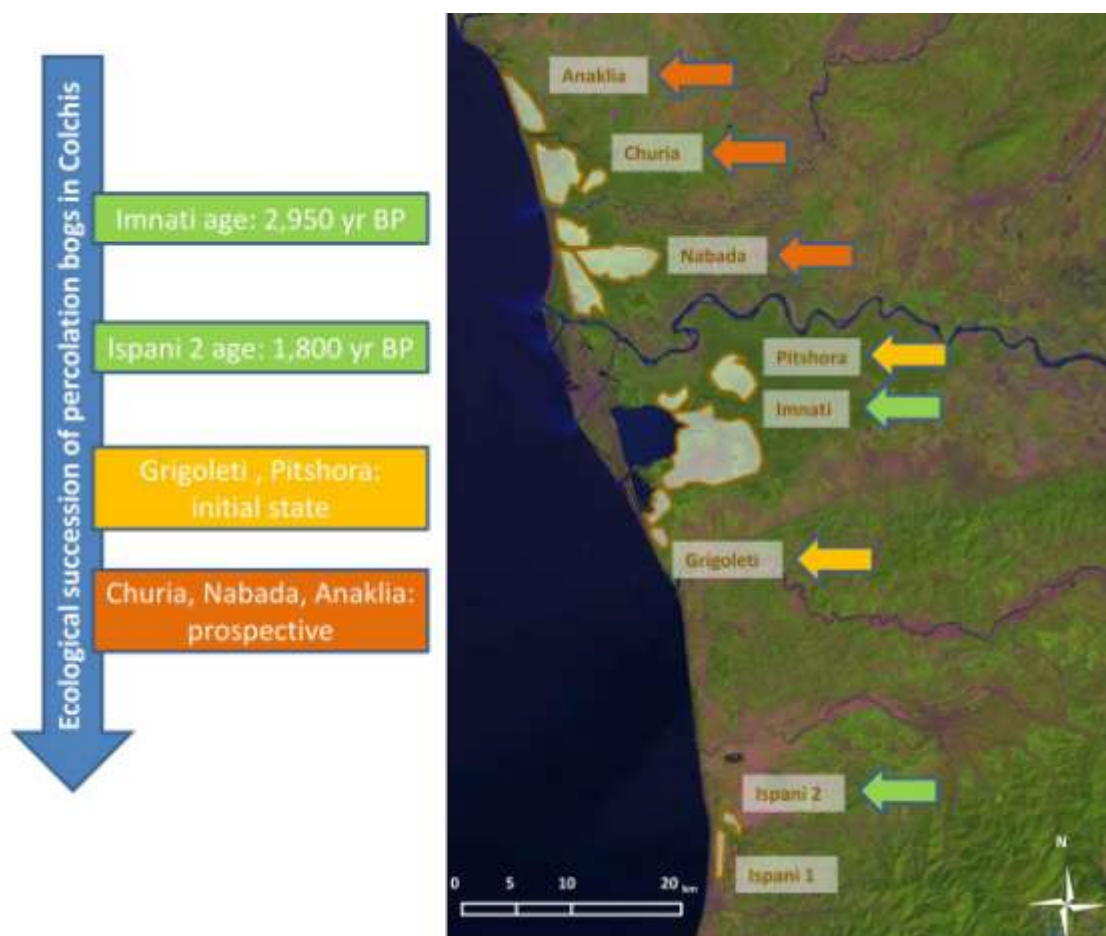 Ecological succession of percolation bogs in Colchis
Imnati age: 2,950 yr BP
Ispani 2 age: 1,800 yr BP
Grigoleti , Pitshora:
initial state
Churia, Nabada, Anaklia:
prospective
Anaklia
Churia
Nabada
Pitshora
Imnati
Grigoleti
Ispani 2
Ispani 1
N
0 5 10 20 km